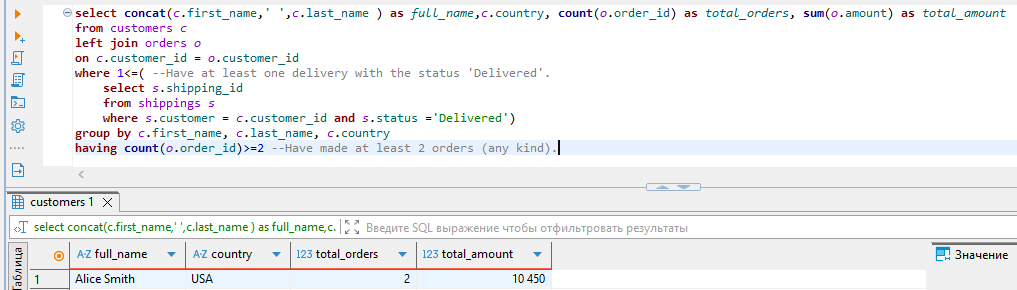 select concat(c.first_name,' ',c.last_name ) as full_name,c.country, count(o.order_id) as total_orders, sum(o.amount) as total_amount
from customers c
left join orders o
on c.customer_id = o.customer_id
where 1<=( --Have at least one delivery with the status 'Delivered'.
    select s.shipping_id
    from shippings s
    where s.customer = c.customer_id and s.status ='Delivered')
group by c.first_name, c.last_name, c.country
having count(o.order_id)>=2 --Have made at least 2 orders (any kind).
customers 1
select concat(c.first_name,' ',c.last_name ) as full_name,c. Введите SQL выражение чтобы отфильтровать результаты
Таблица
A-Z full_name A-Z country 123 total_orders 123 total_amount
1 Alice Smith USA 2 10 450
Значение